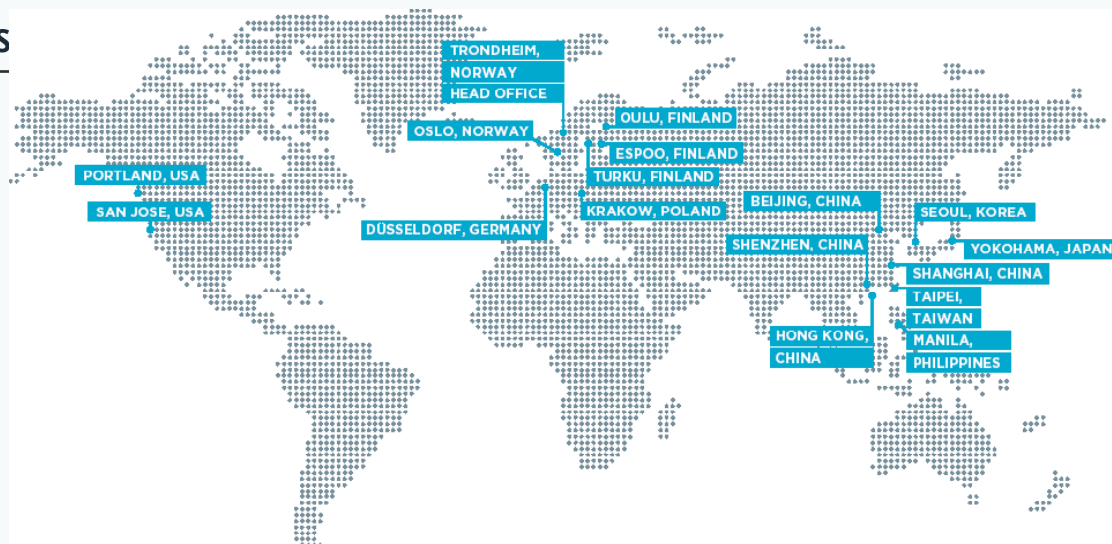 S
TRONDHEIM,
NORWAY
HEAD OFFICE
OSLO, NORWAY
OULU, FINLAND
ESPOO, FINLAND
TURKU, FINLAND
KRAKOW, POLAND
DÜSSELDORF, GERMANY
PORTLAND, USA
SAN JOSE, USA
BEIJING, CHINA
SEOUL, KOREA
SHENZHEN, CHINA
YOKOHAMA, JAPAN
SHANGHAI, CHINA
TAIPEI,
TAIWAN
HONG KONG,
CHINA
MANILA,
PHILIPPINES